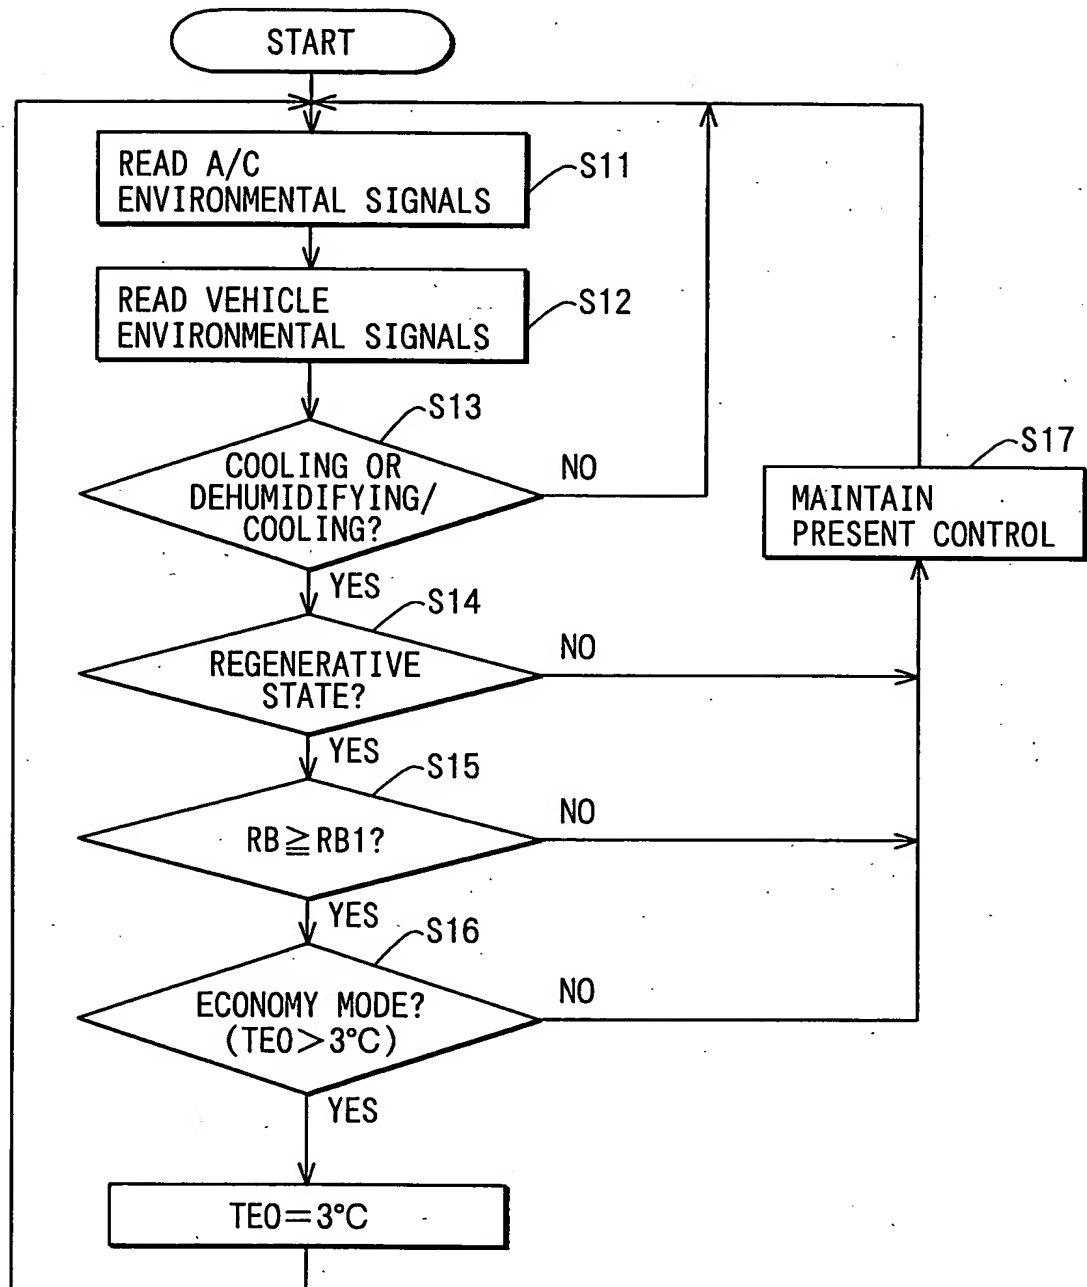 START
READ A/C
ENVIRONMENTAL SIGNALS
S11
READ VEHICLE
ENVIRONMENTAL SIGNALS
S12
S13
COOLING OR
DEHUMIDIFYING/
COOLING?
NO
YES
S17
MAINTAIN
PRESENT CONTROL
S14
REGENERATIVE
STATE?
NO
YES
S15
RB≧RB1?
NO
YES
S16
ECONOMY MODE?
(TEO>3°C)
NO
YES
TEO=3°C